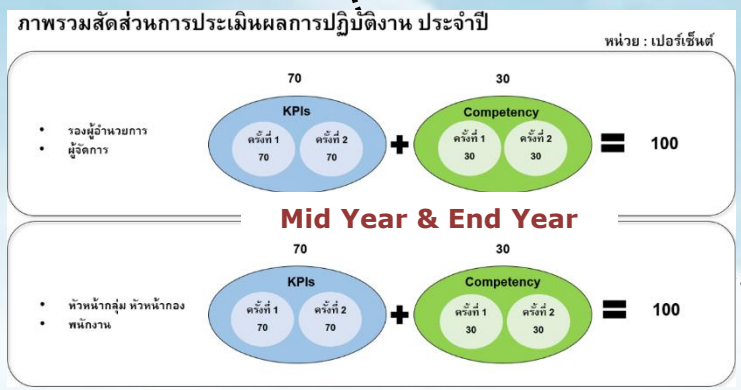 ภาพรวมสัดส่วนการประเมินผลการปฏิบัติงาน ประจำปี
หน่วย : เปอร์เซ็นต์
70 30
• รองผู้อำนวยการ
• ผู้จัดการ
KPIs
ครั้งที่ 1 ครั้งที่ 2
70 70
+
Competency
ครั้งที่ 1 ครั้งที่ 2
30 30
= 100
Mid Year & End Year
70 30
• หัวหน้ากลุ่ม หัวหน้ากอง
• พนักงาน
KPIs
ครั้งที่ 1 ครั้งที่ 2
70 70
+
Competency
ครั้งที่ 1 ครั้งที่ 2
30 30
= 100